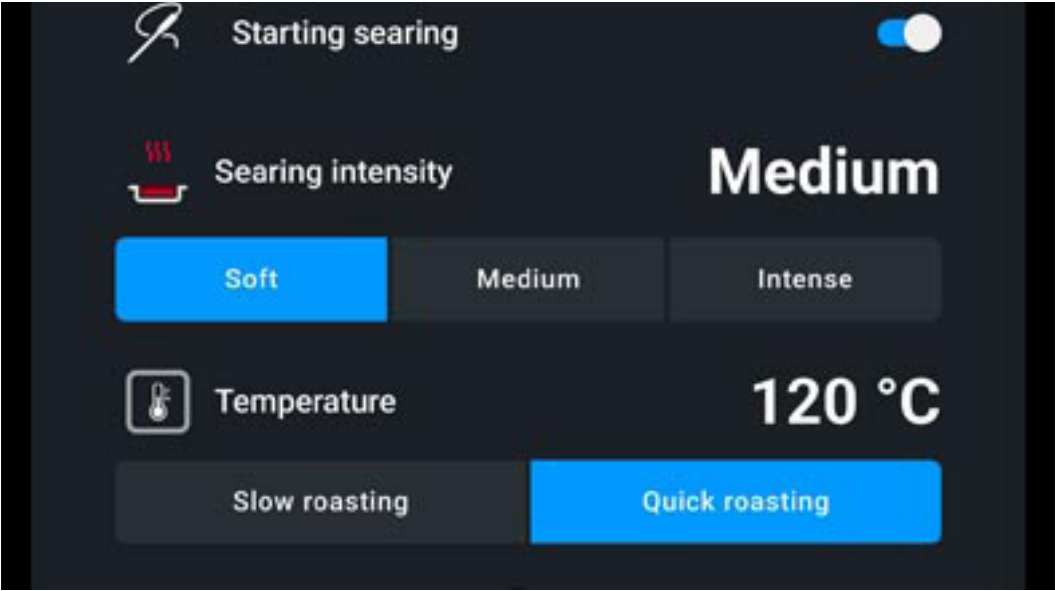 Starting searing
Searing intensity Medium
Soft Medium Intense
Temperature 120 °C
Slow roasting Quick roasting